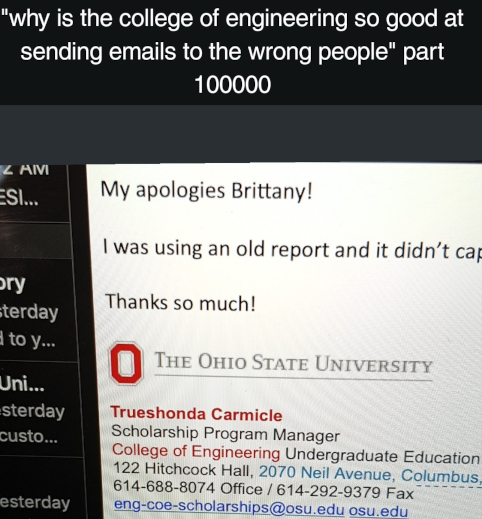 "why is the college of engineering so good at
sending emails to the wrong people" part
100000
2 AM
ESI...
ory
sterday
d to y...
Uni...
sterday
custo...
esterday
My apologies Brittany!
I was using an old report and it didn't cap
Thanks so much!
O THE OHIO STATE UNIVERSITY
Trueshonda Carmicle
Scholarship Program Manager
College of Engineering Undergraduate Education
122 Hitchcock Hall, 2070 Neil Avenue, Columbus,
614-688-8074 Office / 614-292-9379 Fax
eng-coe-scholarships@osu.edu osu.edu